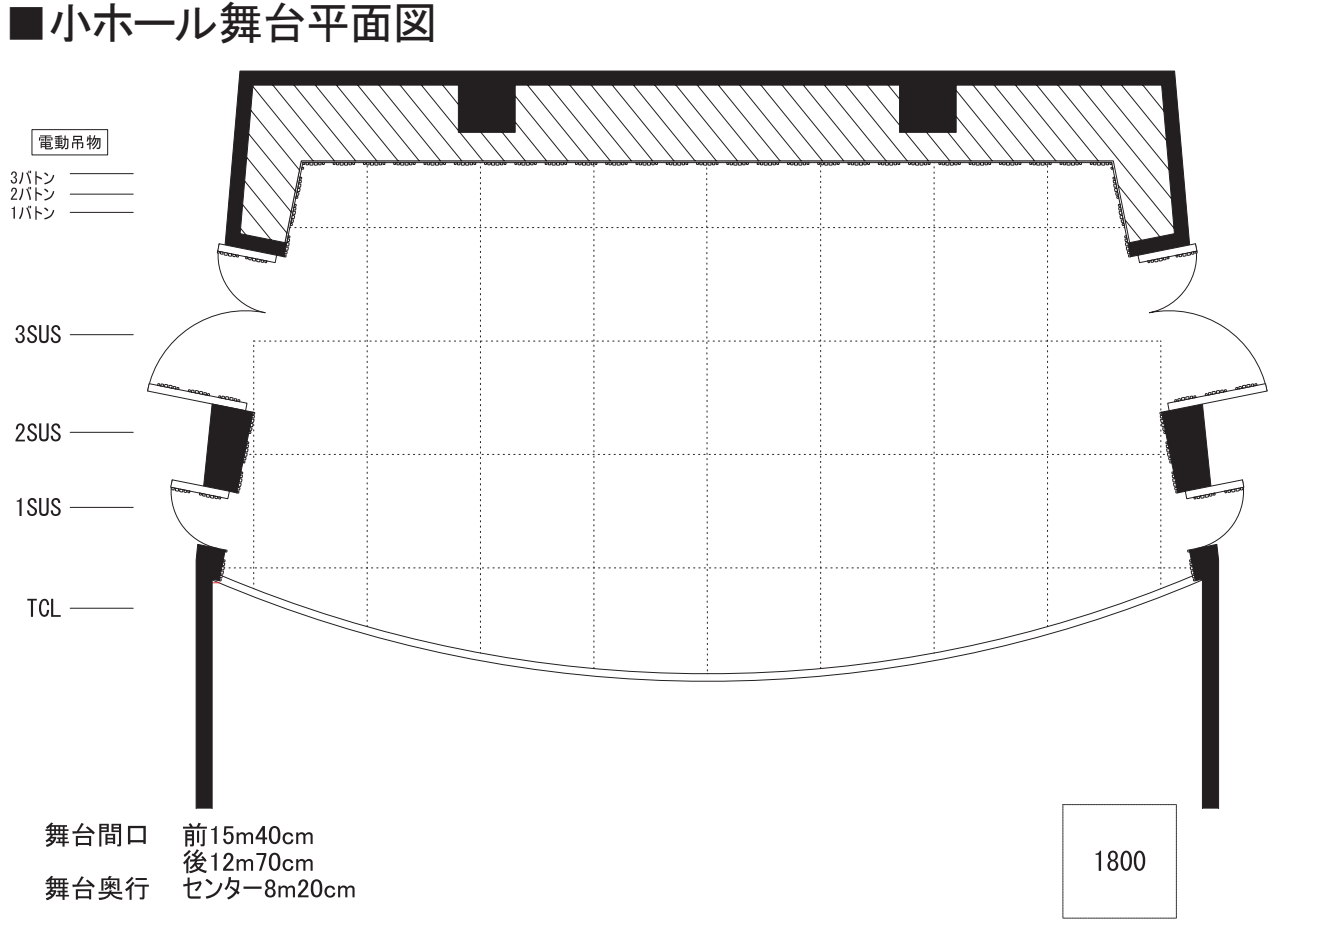 ■小ホール舞台平面図
電動吊物
3バトン
2バトン
1バトン
3SUS
2SUS
1SUS
TCL
舞台間口 前15m40cm
後12m70cm
舞台奥行 センター8m20cm
1800